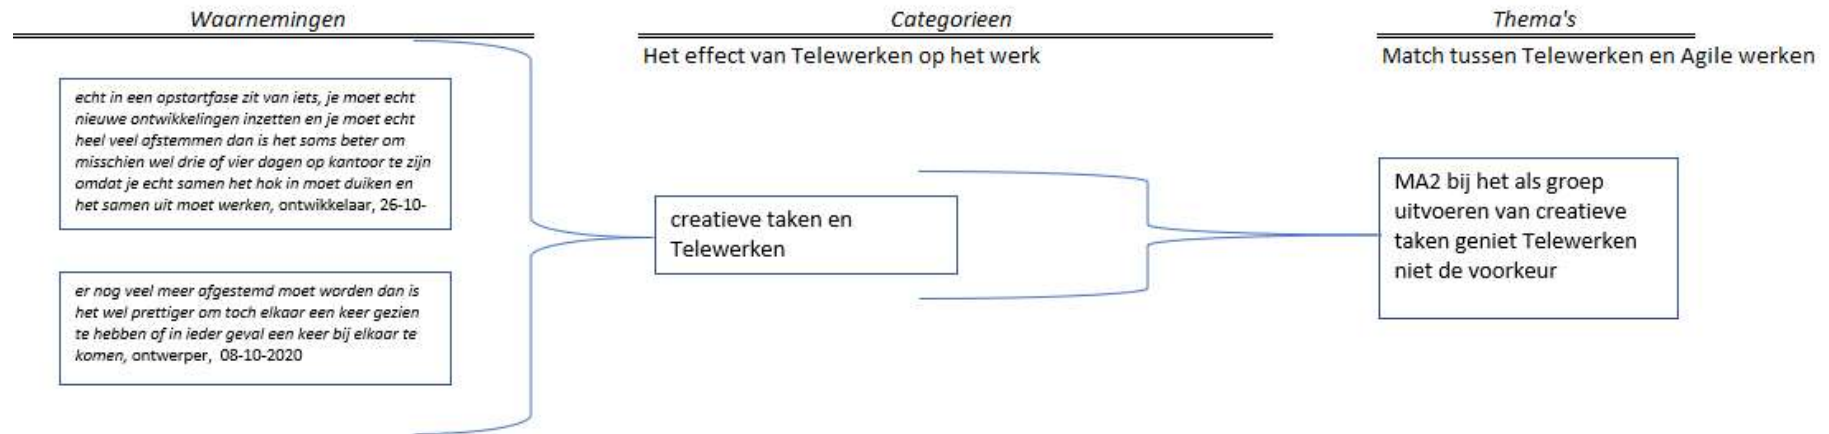 Waarnemingen
Categorieen
Thema's
Het effect van Telewerken op het werk
Match tussen Telewerken en Agile werken
echt in een opstartfase zit van iets, je moet echt
nieuwe ontwikkelingen inzetten en je moet echt
heel veel afstemmen dan is het soms beter om
misschien wel drie of vier dagen op kantoor te zijn
omdat je echt samen het hok in moet duiken en
het samen uit moet werken, ontwikkelaar, 26-10-
er nog veel meer afgestemd moet worden dan is
het wel prettiger om toch elkaar een keer gezien
te hebben of in ieder geval een keer bij elkaar te
komen, ontwerper, 08-10-2020
creatieve taken en
Telewerken
MA2 bij het als groep
uitvoeren van creatieve
taken geniet Telewerken
niet de voorkeur